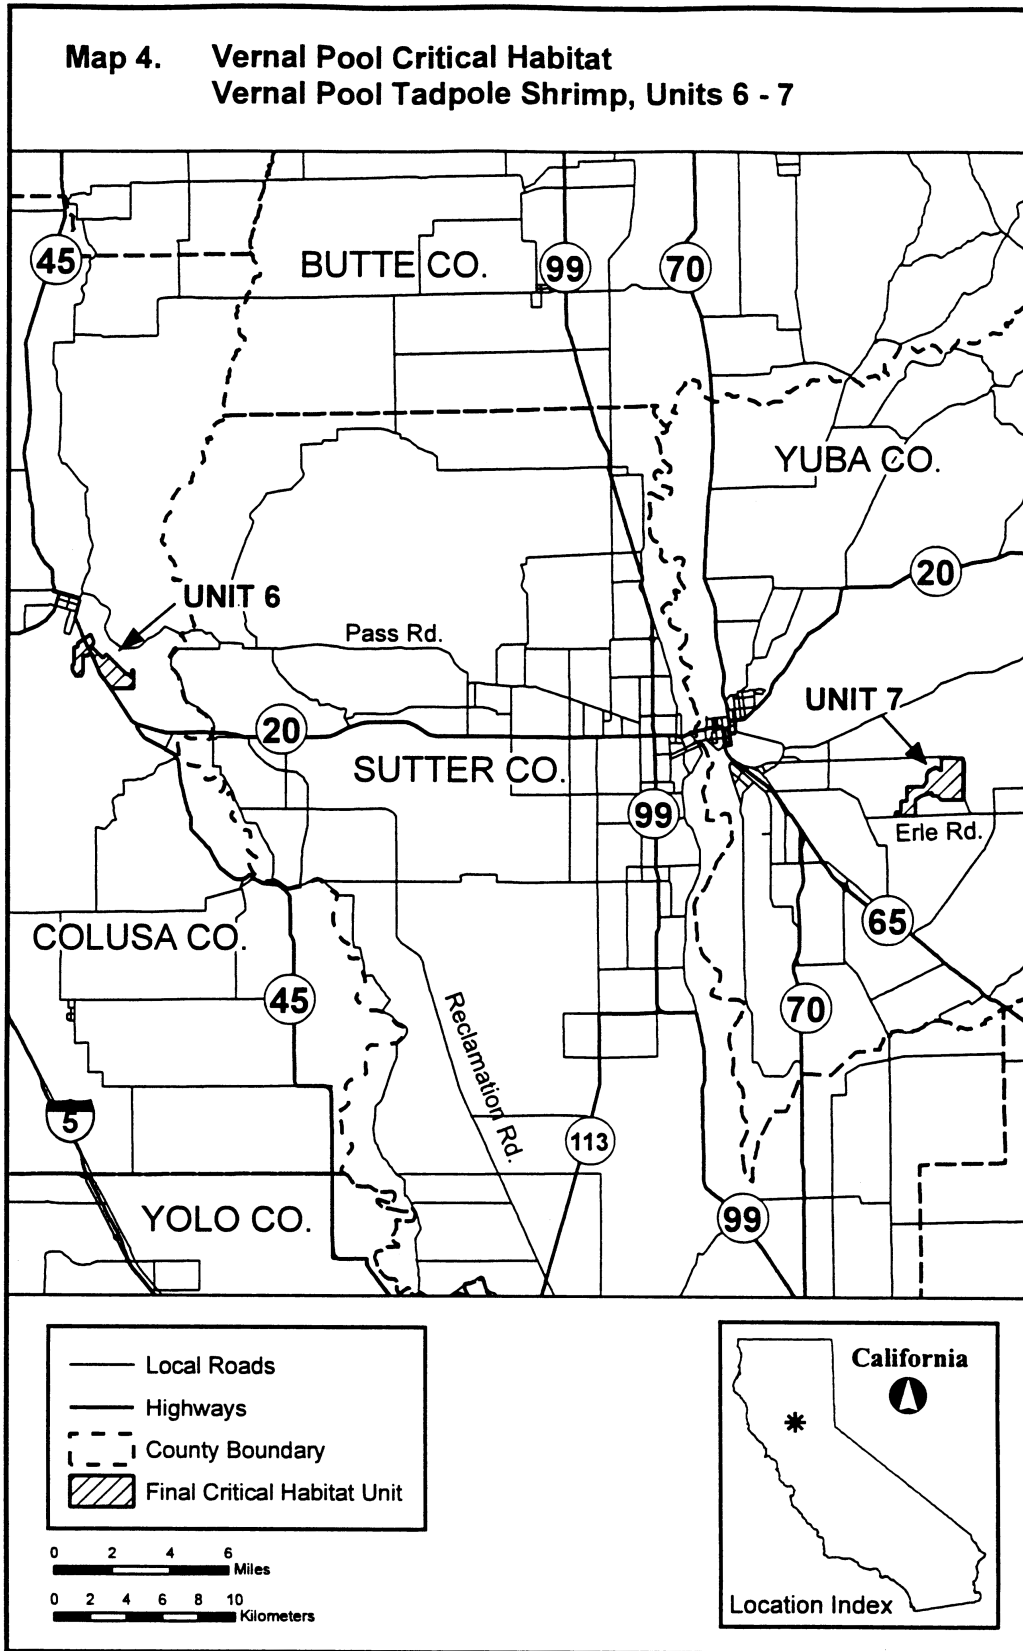 Map 4. Vernal Pool Critical Habitat
Vernal Pool Tadpole Shrimp, Units 6 - 7
45
BUTTE CO.
99
70
YUBA CO.
20
UNIT 6
Pass Rd.
UNIT 7
20
SUTTER CO.
99
Erle Rd.
65
COLUSA CO.
45
Reclamation Rd.
70
5
113
YOLO CO.
99
Local Roads
Highways
County Boundary
Final Critical Habitat Unit
0 2 4 6
Miles
0 2 4 6 8 10
Kilometers
California
Location Index